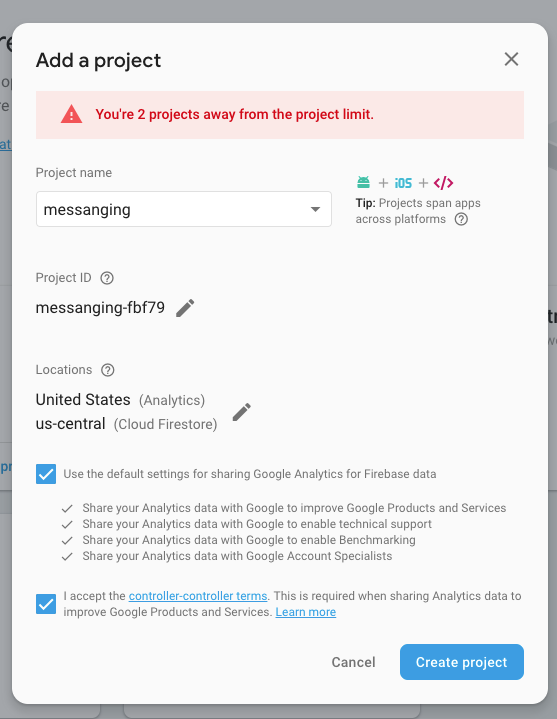 Add a project
You're 2 projects away from the project limit.
Project name
messanging
iOS
Tip: Projects span apps
across platforms
Project ID
messanging-fbf79
Locations
United States (Analytics)
us-central (Cloud Firestore)
Use the default settings for sharing Google Analytics for Firebase data
Share your Analytics data with Google to improve Google Products and Services
Share your Analytics data with Google to enable technical support
Share your Analytics data with Google to enable Benchmarking
Share your Analytics data with Google Account Specialists
I accept the controller-controller terms. This is required when sharing Analytics data to
improve Google Products and Services. Learn more
Cancel
Create project